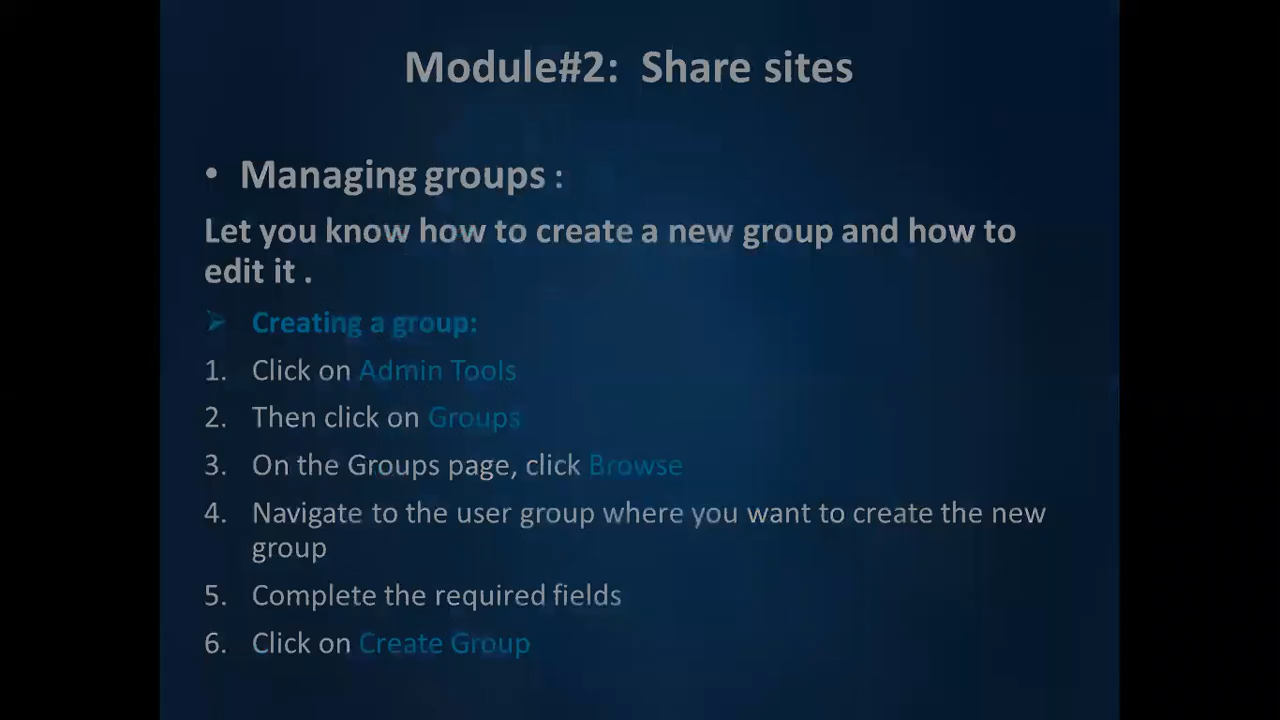 Module#2:  Share sites
• Managing groups :
Let you know how to create a new group and how to
edit it .
➢ Creating a group:
1. Click on Admin Tools
2. Then click on Groups
3. On the Groups page, click Browse
4. Navigate to the user group where you want to create the new
group
5. Complete the required fields
6. Click on Create Group